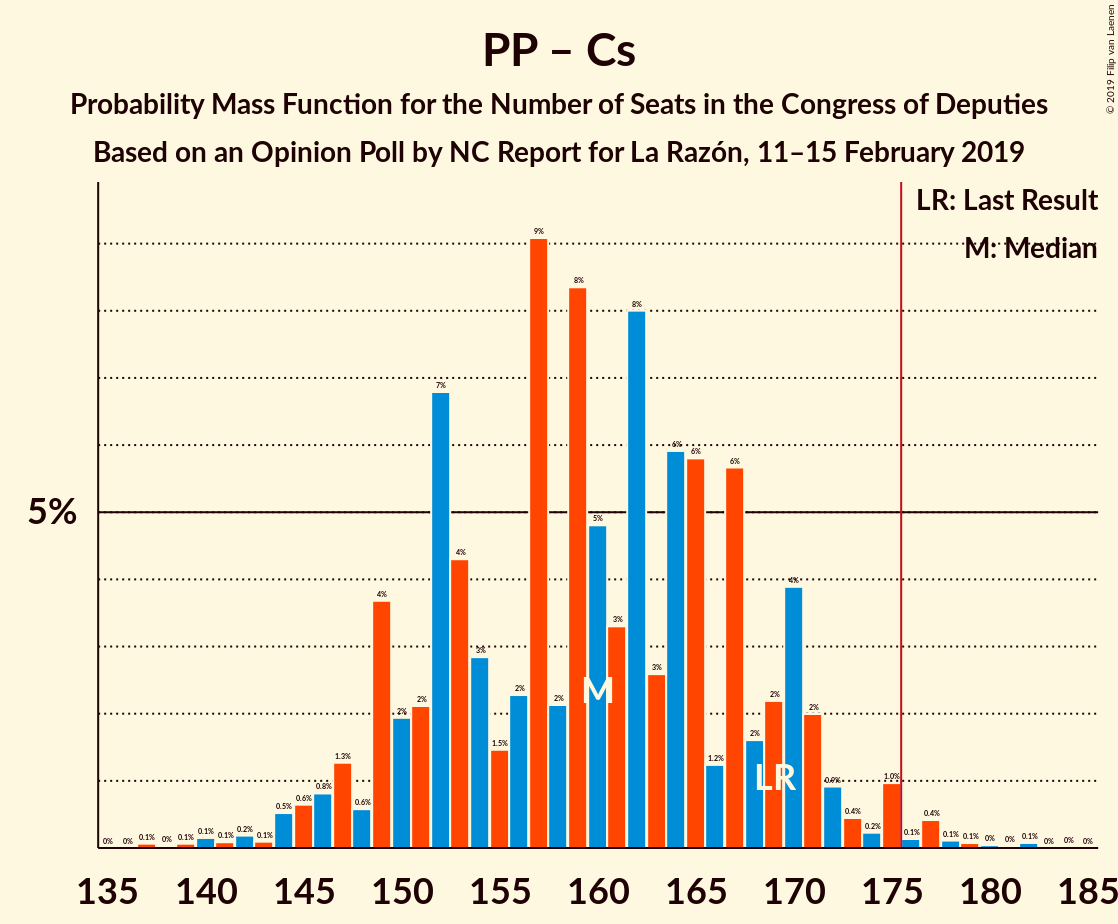 PP – Cs
Probability Mass Function for the Number of Seats in the Congress of Deputies
Based on an Opinion Poll by NC Report for La Razón, 11–15 February 2019
© 2019 Filip van Laenen
LR: Last Result
M: Median
5%
0% 0% 0.1% 0% 0.1% 0.1% 0.1% 0.2% 0.1% 0.5% 0.6% 0.8% 1.3% 0.6% 4% 2% 2% 7% 4% 3% 1.5% 2% 9% 2% 8% 5% 3% 8% 3% 6% 6% 1.2% 6% 2% 2% 4% 2% 0.9% 0.4% 0.2% 1.0% 0.1% 0.4% 0.1% 0.1% 0% 0% 0.1% 0% 0% 0%
M
LR
135 140 145 150 155 160 165 170 175 180 185